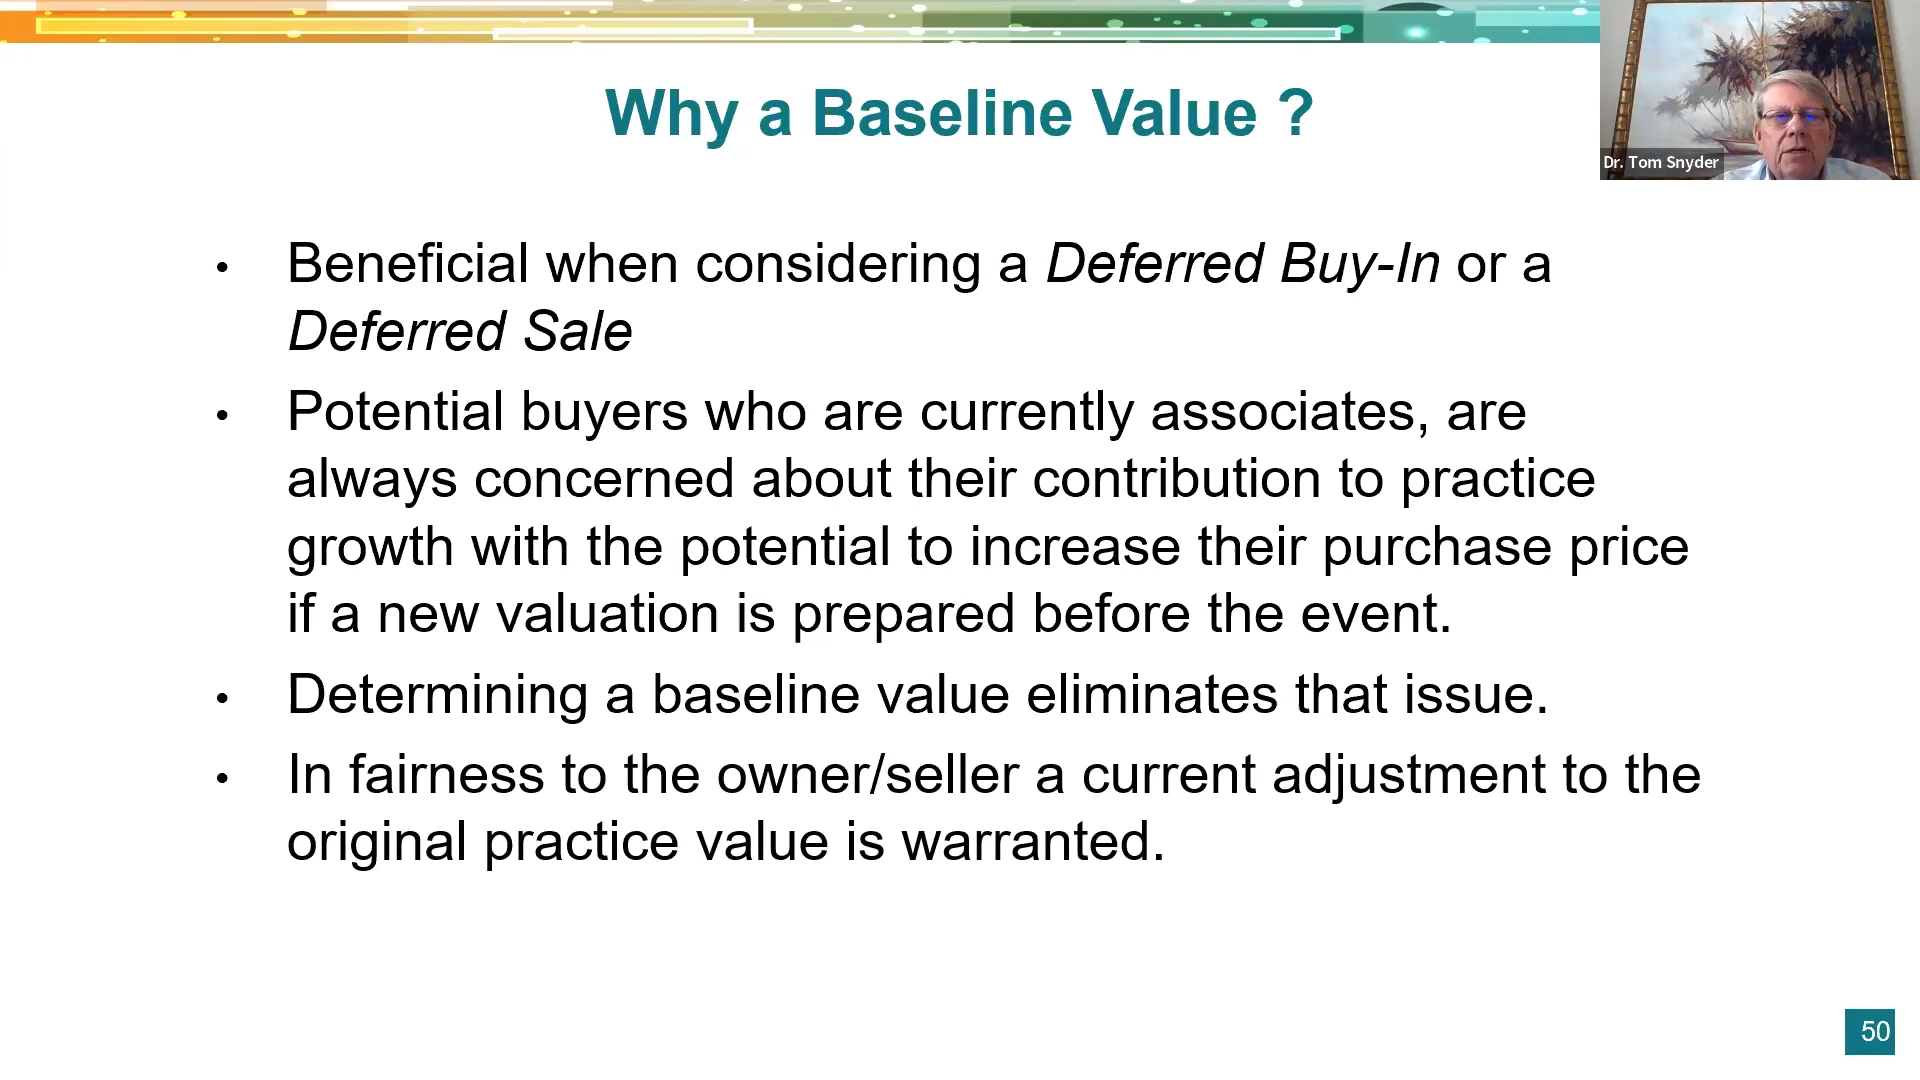 Why a Baseline Value ?
Dr. Tom Snyder
• Beneficial when considering a Deferred Buy-In or a
Deferred Sale
• Potential buyers who are currently associates, are
always concerned about their contribution to practice
growth with the potential to increase their purchase price
if a new valuation is prepared before the event.
• Determining a baseline value eliminates that issue.
• In fairness to the owner/seller a current adjustment to the
original practice value is warranted.
50